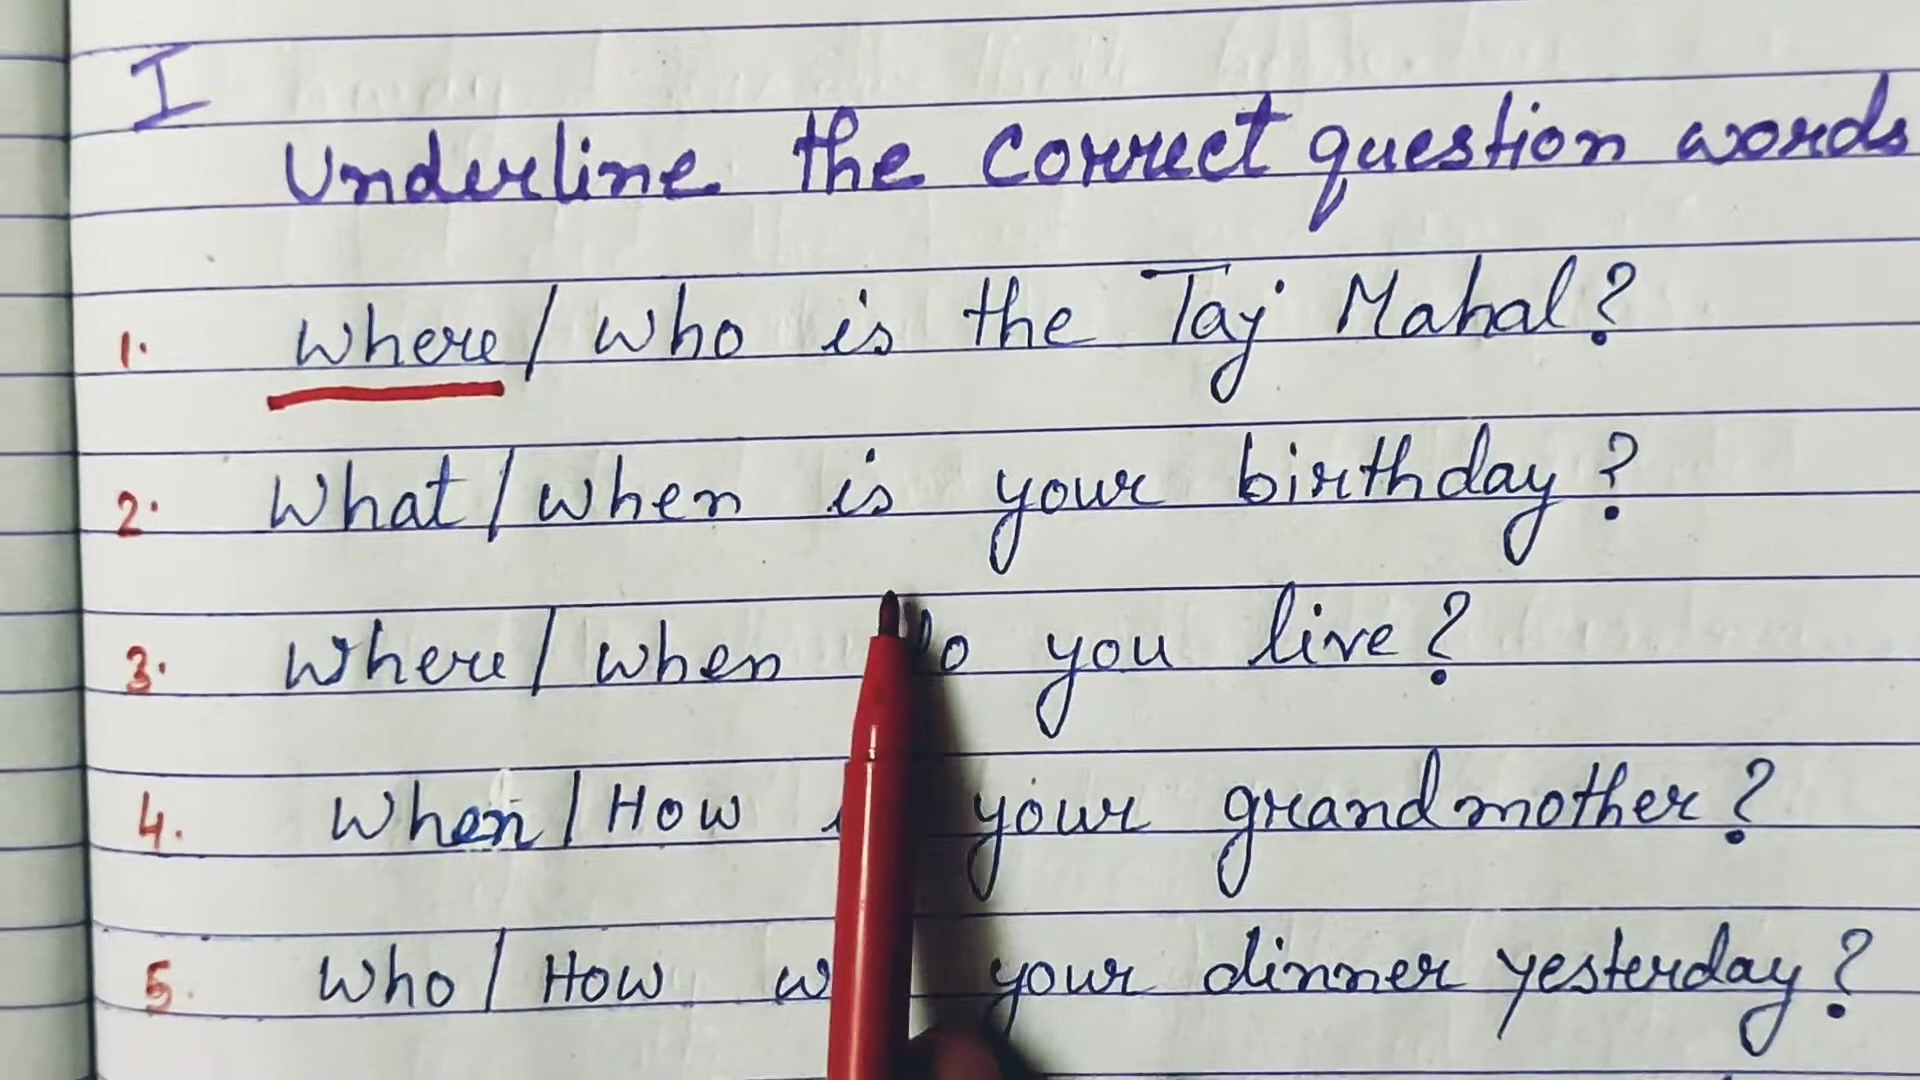 I
Underline the correct question words
1. Where / Who is the Taj Mahal?
2. What / When is your birthday?
3. Where / When do you live?
4. When / How your grandmother?
5. Who / How your dinner yesterday?